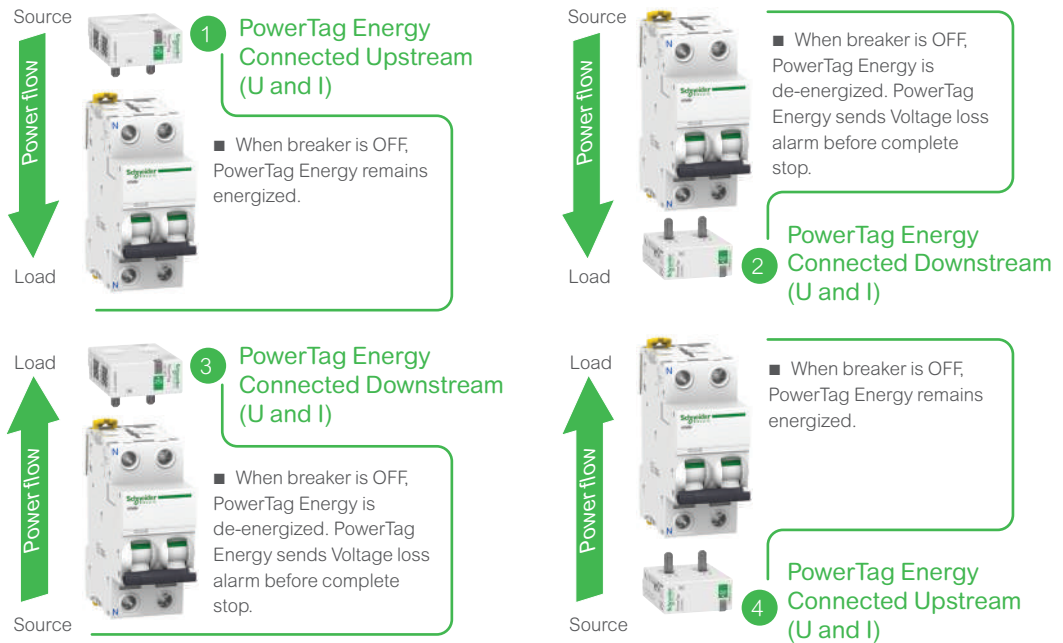 Source
Power flow
Load
1
PowerTag Energy
Connected Upstream
(U and I)
■ When breaker is OFF,
PowerTag Energy remains
energized.
Schneider
N
N
Source
Power flow
Load
■ When breaker is OFF,
PowerTag Energy is
de-energized. PowerTag
Energy sends Voltage loss
alarm before complete
stop.
Schneider
N
N
2
PowerTag Energy
Connected Downstream
(U and I)
Load
Power flow
Source
3
PowerTag Energy
Connected Downstream
(U and I)
■ When breaker is OFF,
PowerTag Energy is
de-energized. PowerTag
Energy sends Voltage loss
alarm before complete
stop.
Schneider
N
N
Load
Power flow
Source
■ When breaker is OFF,
PowerTag Energy remains
energized.
Schneider
N
N
4
PowerTag Energy
Connected Upstream
(U and I)